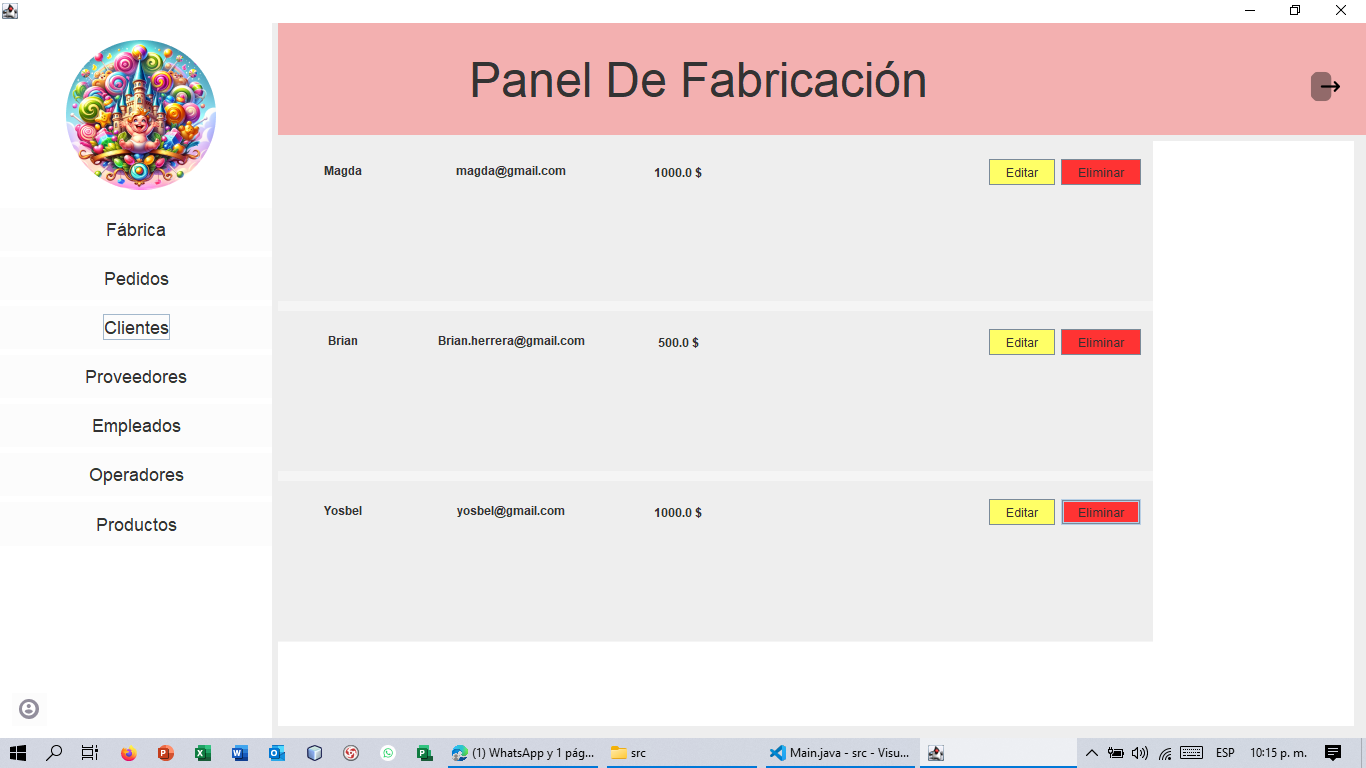 Panel De Fabricación
Fábrica
Pedidos
Clientes
Proveedores
Empleados
Operadores
Productos
Magda magda@gmail.com 1000.0 $ Editar Eliminar
Brian Brian.herrera@gmail.com 500.0 $ Editar Eliminar
Yosbel yosbel@gmail.com 1000.0 $ Editar Eliminar
(1) WhatsApp y 1 pág... src Main.java - src - Visu... ESP 10:15 p. m.